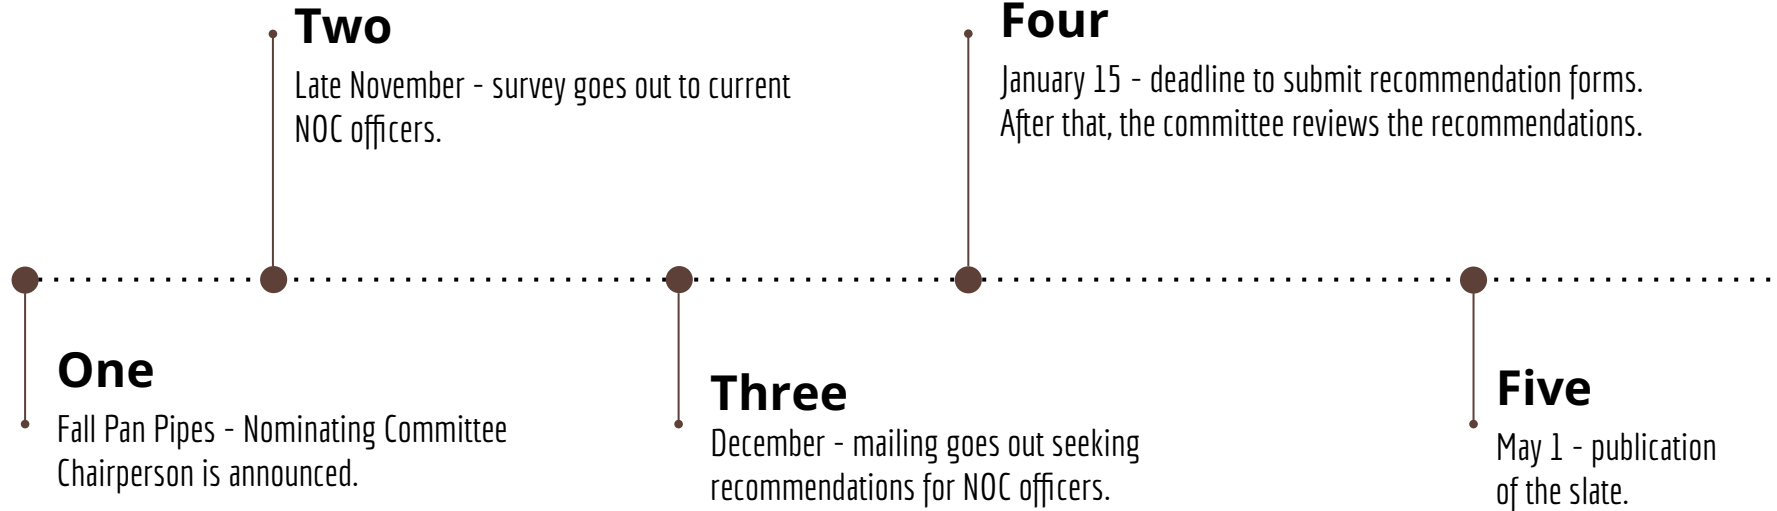 One
Fall Pan Pipes - Nominating Committee
Chairperson is announced.
Two
Late November - survey goes out to current
NOC officers.
Three
December - mailing goes out seeking
recommendations for NOC officers.
Four
January 15 - deadline to submit recommendation forms.
After that, the committee reviews the recommendations.
Five
May 1 - publication
of the slate.